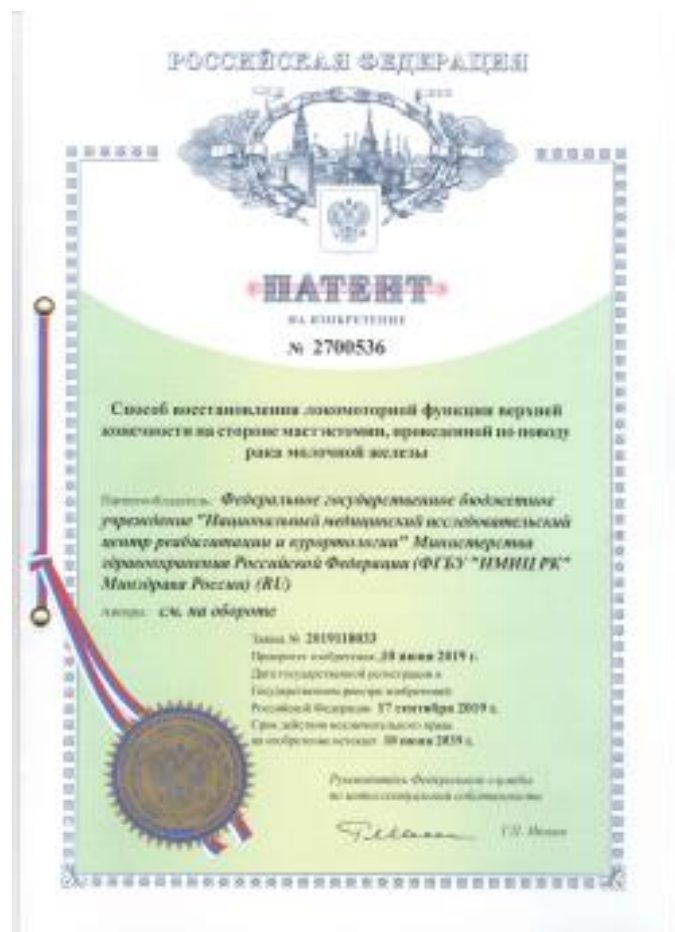 РОССИЙСКАЯ ФЕДЕРАЦИЯ
ПАТЕНТ
НА ИЗОБРЕТЕНИЕ
№ 2700536
Способ восстановления локомоторной функции верхней
конечности на стороне мастэктомии, проведенной по поводу
рака молочной железы
Патентообладатель: Федеральное государственное бюджетное
учреждение "Национальный медицинский исследовательский
центр реабилитации и курортологии" Министерства
здравоохранения Российской Федерации (ФГБУ "НМИЦ РК"
Минздрава России) (RU)
Авторы: см. на обороте
Заявка №
Приоритет изобретения 10 июня 2019 г.
Дата государственной регистрации в
Государственном реестре изобретений
Российской Федерации 17 сентября 2019 г.
Срок действия исключительного права
на изобретение истекает 10 июня 2039 г.
Руководитель Федеральной службы
по интеллектуальной собственности
Г.П. Ивлиев